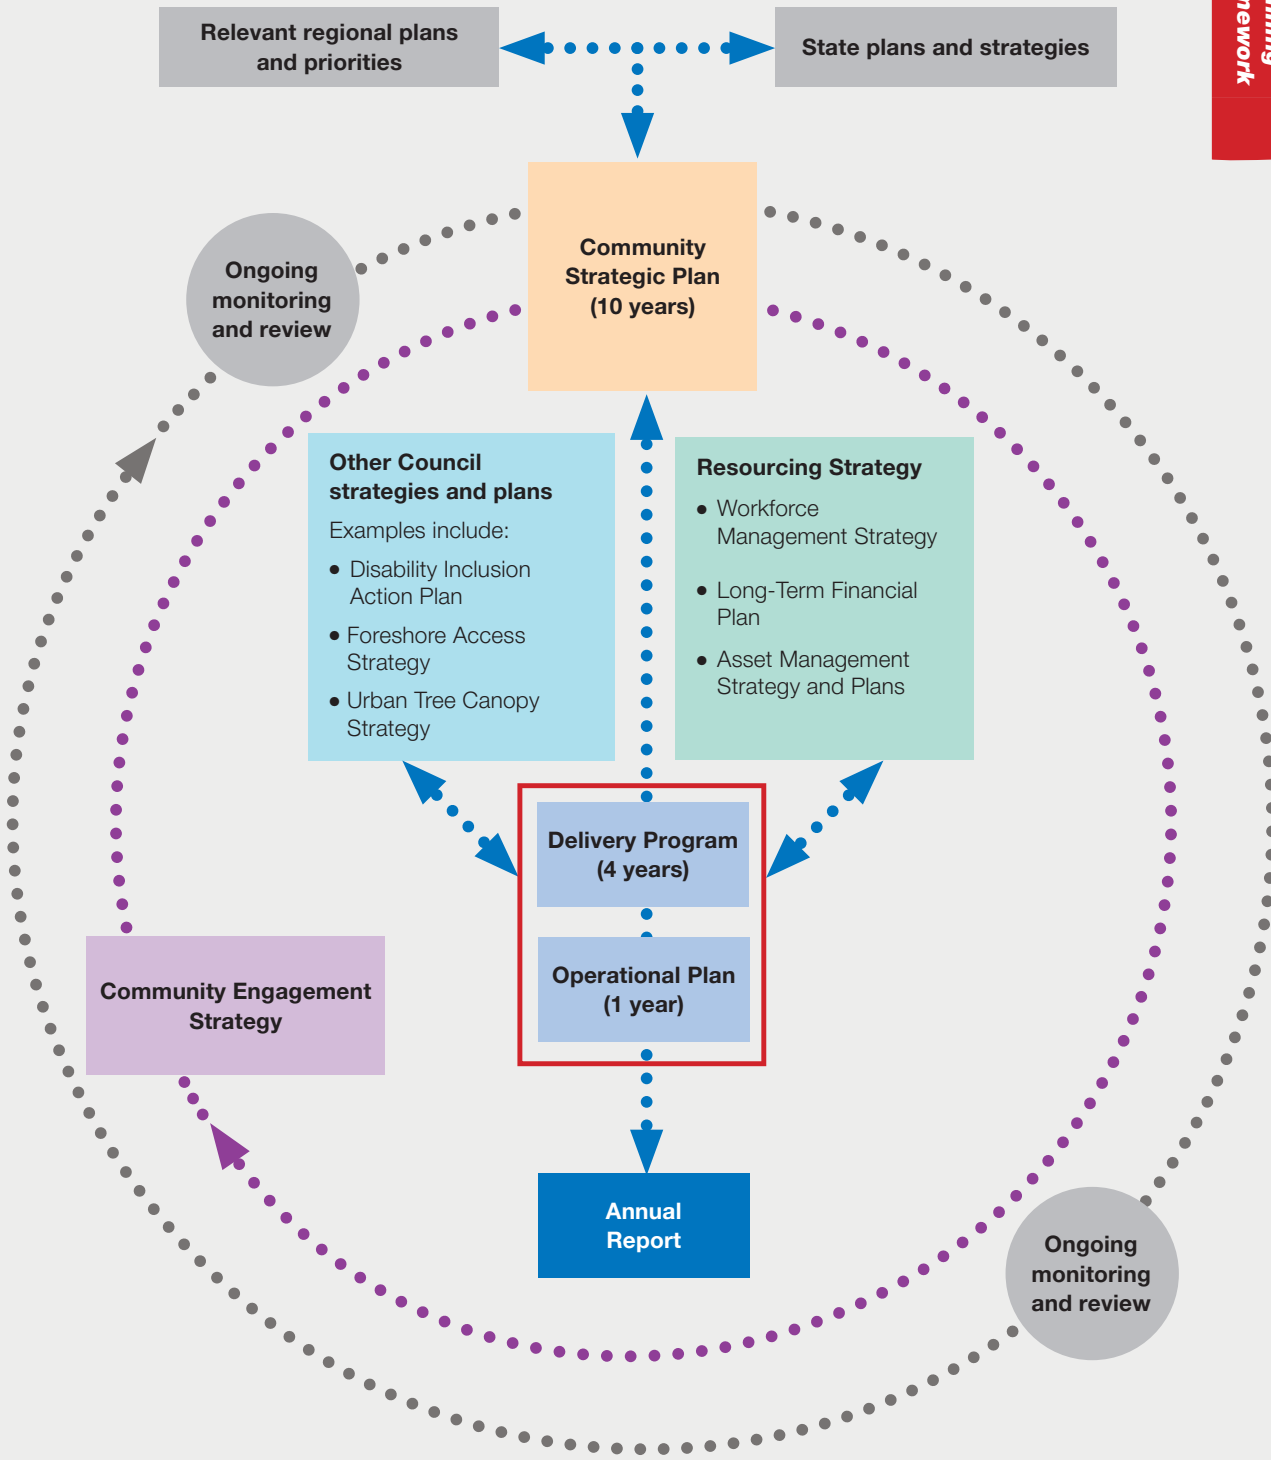 Relevant regional plans
and priorities
State plans and strategies
nework
Community
Strategic Plan
(10 years)
Ongoing
monitoring
and review
Other Council
strategies and plans
Examples include:
• Disability Inclusion
Action Plan
• Foreshore Access
Strategy
• Urban Tree Canopy
Strategy
Resourcing Strategy
• Workforce
Management Strategy
• Long-Term Financial
Plan
• Asset Management
Strategy and Plans
Delivery Program
(4 years)
Operational Plan
(1 year)
Community Engagement
Strategy
Annual
Report
Ongoing
monitoring
and review